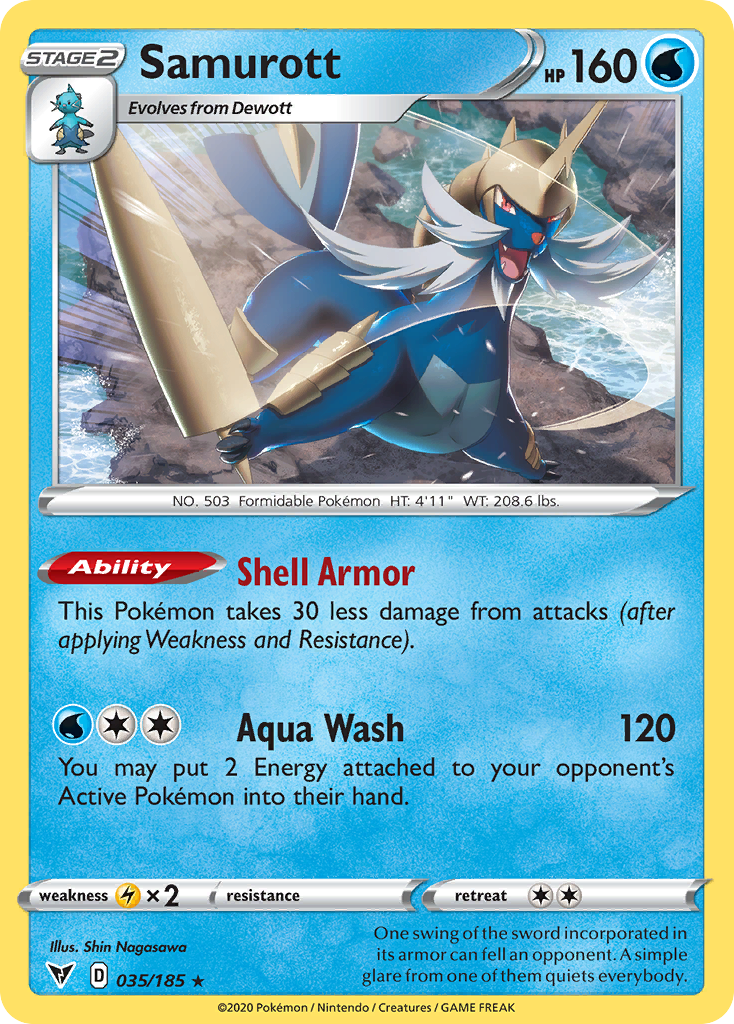 STAGE 2
Samurott
HP 160
Evolves from Dewott
NO. 503 Formidable Pokémon HT: 4'11" WT: 208.6 lbs.
Ability Shell Armor
This Pokémon takes 30 less damage from attacks (after
applying Weakness and Resistance).
Aqua Wash 120
You may put 2 Energy attached to your opponent's
Active Pokémon into their hand.
weakness ×2 resistance retreat
Illus. Shin Nagasawa
D 035/185 ★
One swing of the sword incorporated in
its armor can fell an opponent. A simple
glare from one of them quiets everybody.
©2020 Pokémon / Nintendo / Creatures / GAME FREAK